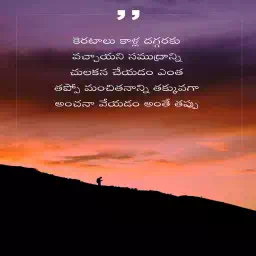 ”
కెరటాలు కాళ్ల దగ్గరకు
వచ్చాయని సముద్రాన్ని
చులకన చేయడం ఎంత
తప్పో మంచితనాన్ని తక్కువగా
అంచనా వేయడం అంతే తప్పు